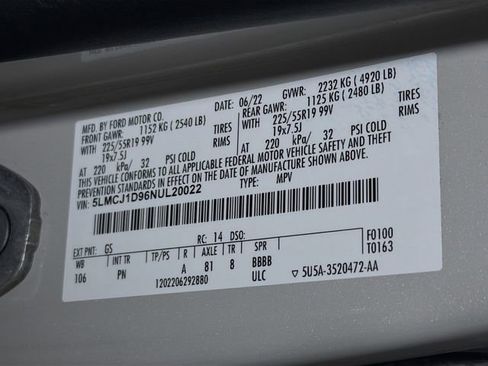 MFD. BY FORD MOTOR CO. DATE: 06/22 GVWR: 2232 KG ( 4920 LB)
FRONT GAWR: 1152 KG ( 2540 LB) REAR GAWR: 1125 KG ( 2480 LB)
WITH 225/55R19 99V TIRES WITH 225/55R19 99V TIRES
19x7.5J RIMS 19x7.5J RIMS
AT 220 kPa/ 32 PSI COLD AT 220 kPa/ 32 PSI COLD
THIS VEHICLE CONFORMS TO ALL APPLICABLE FEDERAL MOTOR VEHICLE SAFETY AND THEFT
PREVENTION STANDARDS IN EFFECT ON THE DATE OF MANUFACTURE SHOWN ABOVE.
VIN: 5LMCJ1D96NUL20022 TYPE: MPV
EXT PNT: GS RC: 14 DSO: F0100
WB INT TR TP/PS R AXLE TR SPR T0163
106 PN A 81 8 BBBB
1202206292880 ULC ▽ 5U5A-3520472-AA